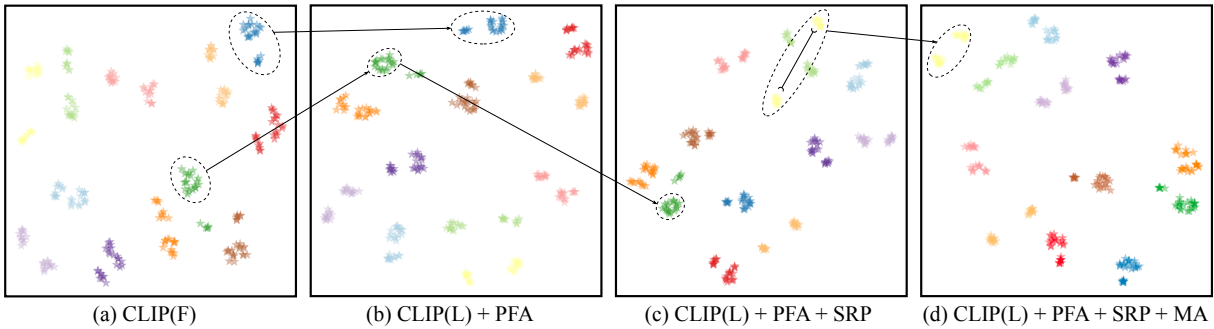 (a) CLIP(F)
(b) CLIP(L) + PFA
(c) CLIP(L) + PFA + SRP
(d) CLIP(L) + PFA + SRP + MA